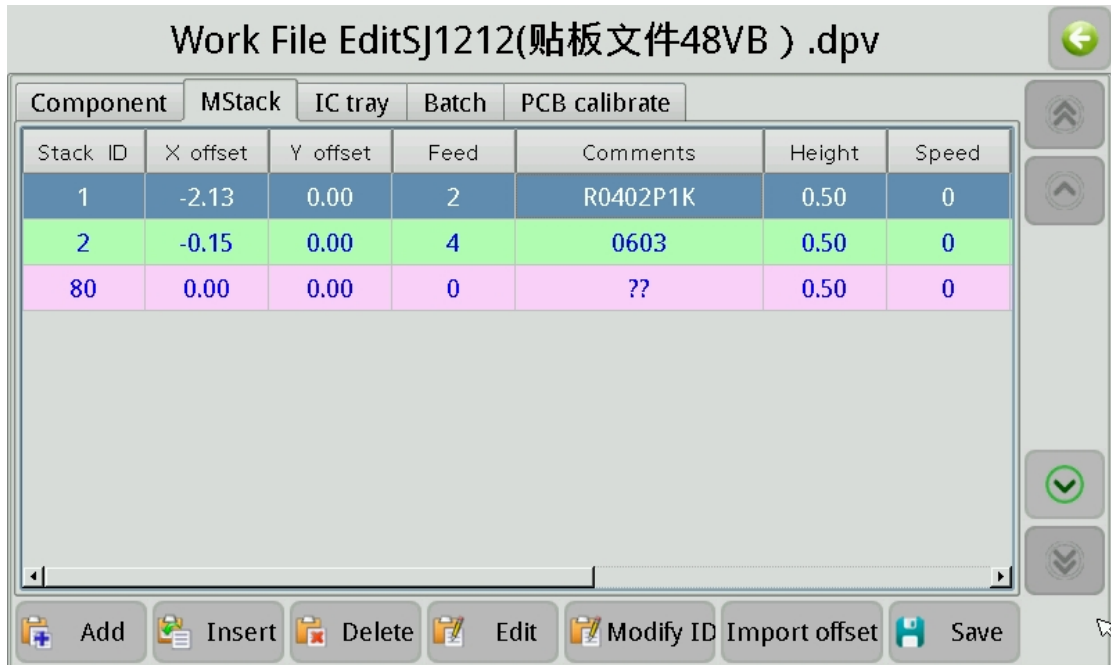 Work File EditSJ1212(贴板文件48VB ) .dpv
Component MStack IC tray Batch PCB calibrate
Stack ID X offset Y offset Feed Comments Height Speed
1 -2.13 0.00 2 R0402P1K 0.50 0
2 -0.15 0.00 4 0603 0.50 0
80 0.00 0.00 0 ?? 0.50 0
Add Insert Delete Edit Modify ID Import offset Save